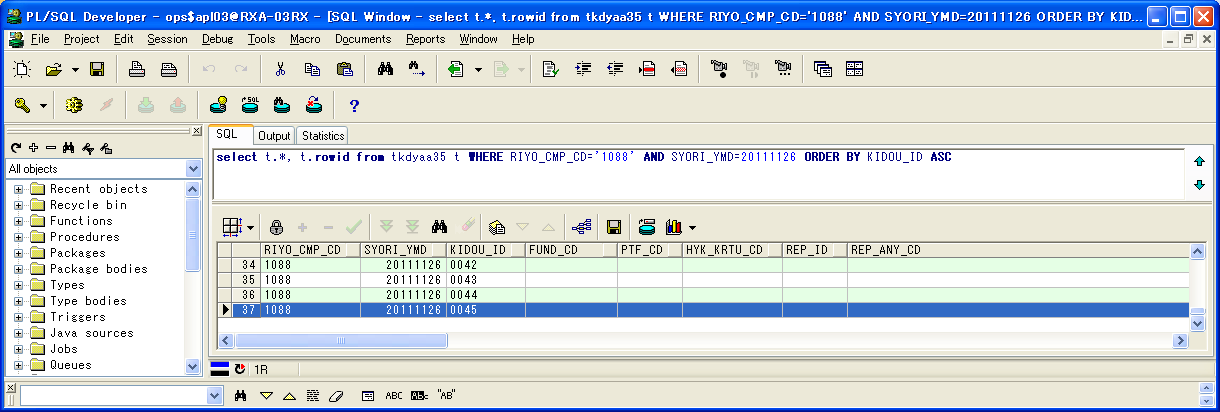 PL/SQL Developer - ops$apl03@RXA-03RX - [SQL Window - select t.*, t.rowid from tkdyaa35 t WHERE RIYO_CMP_CD='1088' AND SYORI_YMD=20111126 ORDER BY KID...
File Project Edit Session Debug Tools Macro Documents Reports Window Help
SQL
?
SQL Output Statistics
All objects
select t.*, t.rowid from tkdyaa35 t WHERE RIYO_CMP_CD='1088' AND SYORI_YMD=20111126 ORDER BY KIDOU_ID ASC
Recent objects
Recycle bin
Functions
Procedures
Packages
Package bodies
Types
Type bodies
Triggers
Java sources
Jobs
Queues
RIYO_CMP_CD SYORI_YMD KIDOU_ID FUND_CD PTF_CD HYK_KRTU_CD REP_ID REP_ANY_CD
34 1088 20111126 0042
35 1088 20111126 0043
36 1088 20111126 0044
37 1088 20111126 0045
1R
ABC "AB"